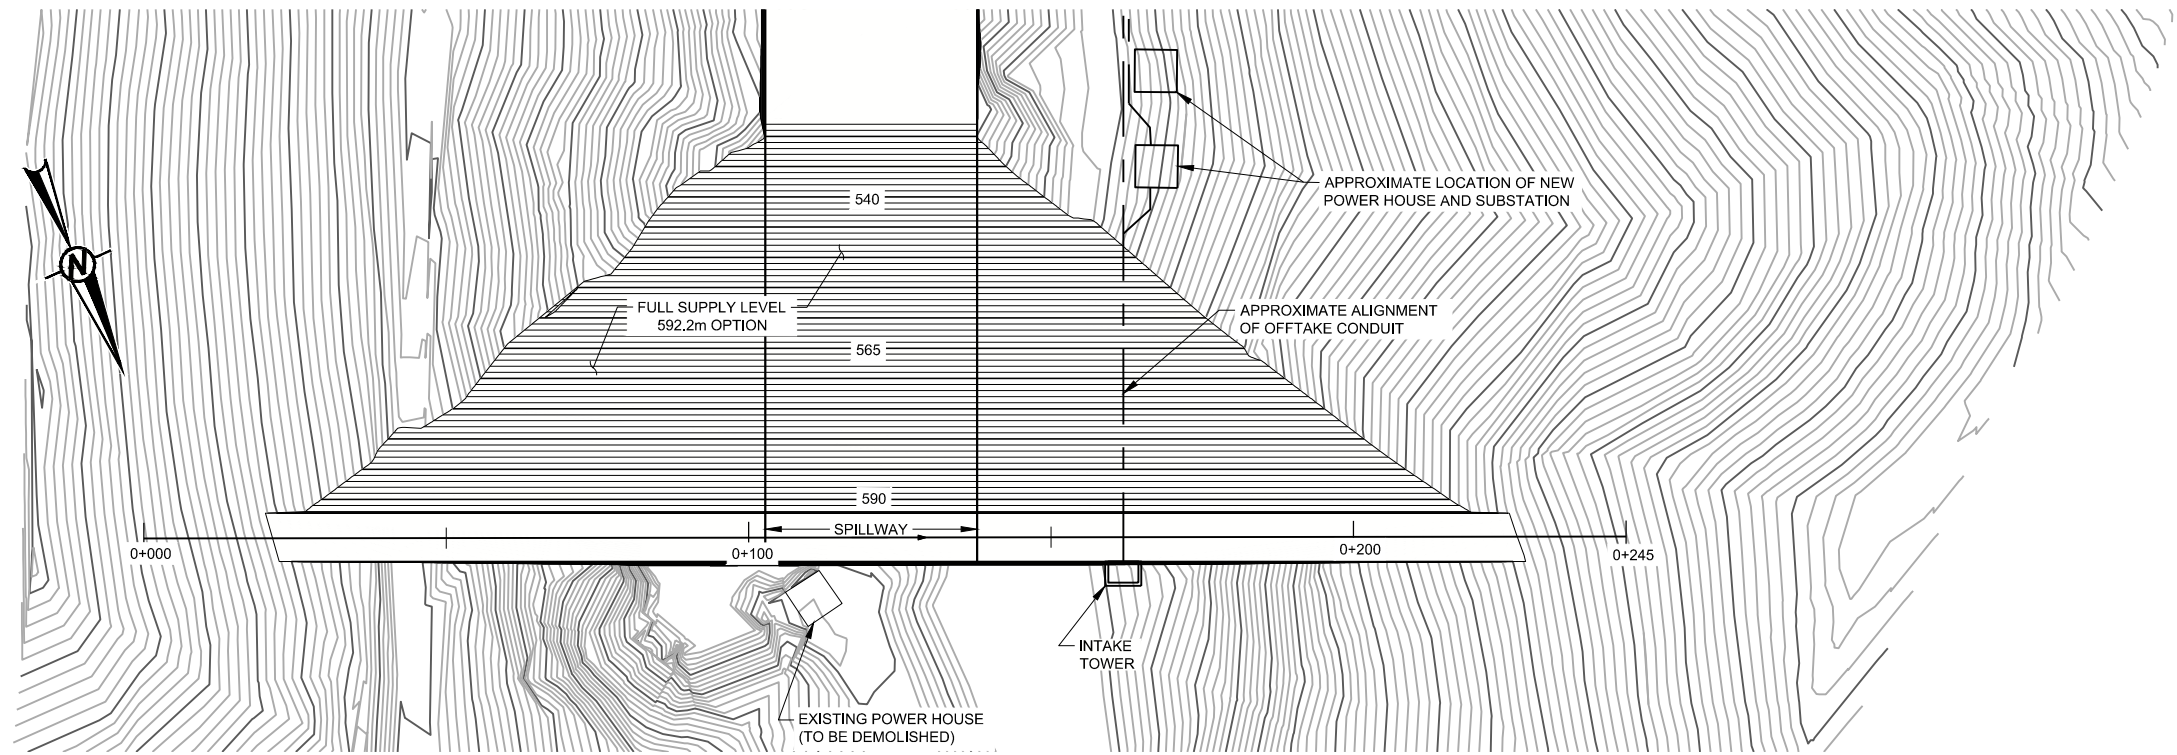 APPROXIMATE LOCATION OF NEW
POWER HOUSE AND SUBSTATION
540
N
FULL SUPPLY LEVEL
592.2m OPTION
APPROXIMATE ALIGNMENT
OF OFFTAKE CONDUIT
565
590
SPILLWAY
0+000
0+100
0+200
0+245
INTAKE
TOWER
EXISTING POWER HOUSE
(TO BE DEMOLISHED)